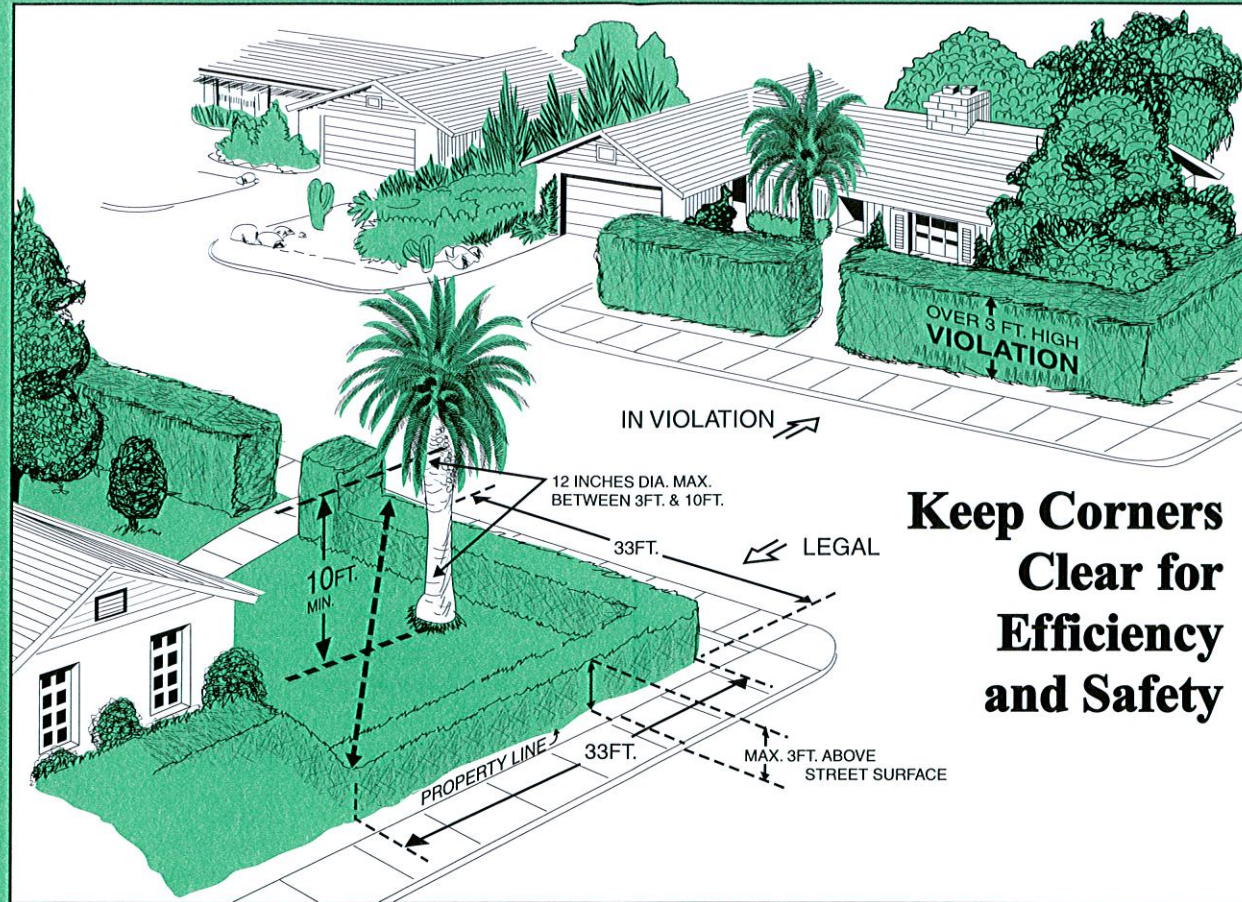 OVER 3 FT. HIGH
VIOLATION
IN VIOLATION
12 INCHES DIA. MAX.
BETWEEN 3FT. & 10FT.
33FT.
LEGAL
10FT.
MIN.
Keep Corners
Clear for
Efficiency
and Safety
PROPERTY LINE
33FT.
MAX. 3FT. ABOVE
STREET SURFACE